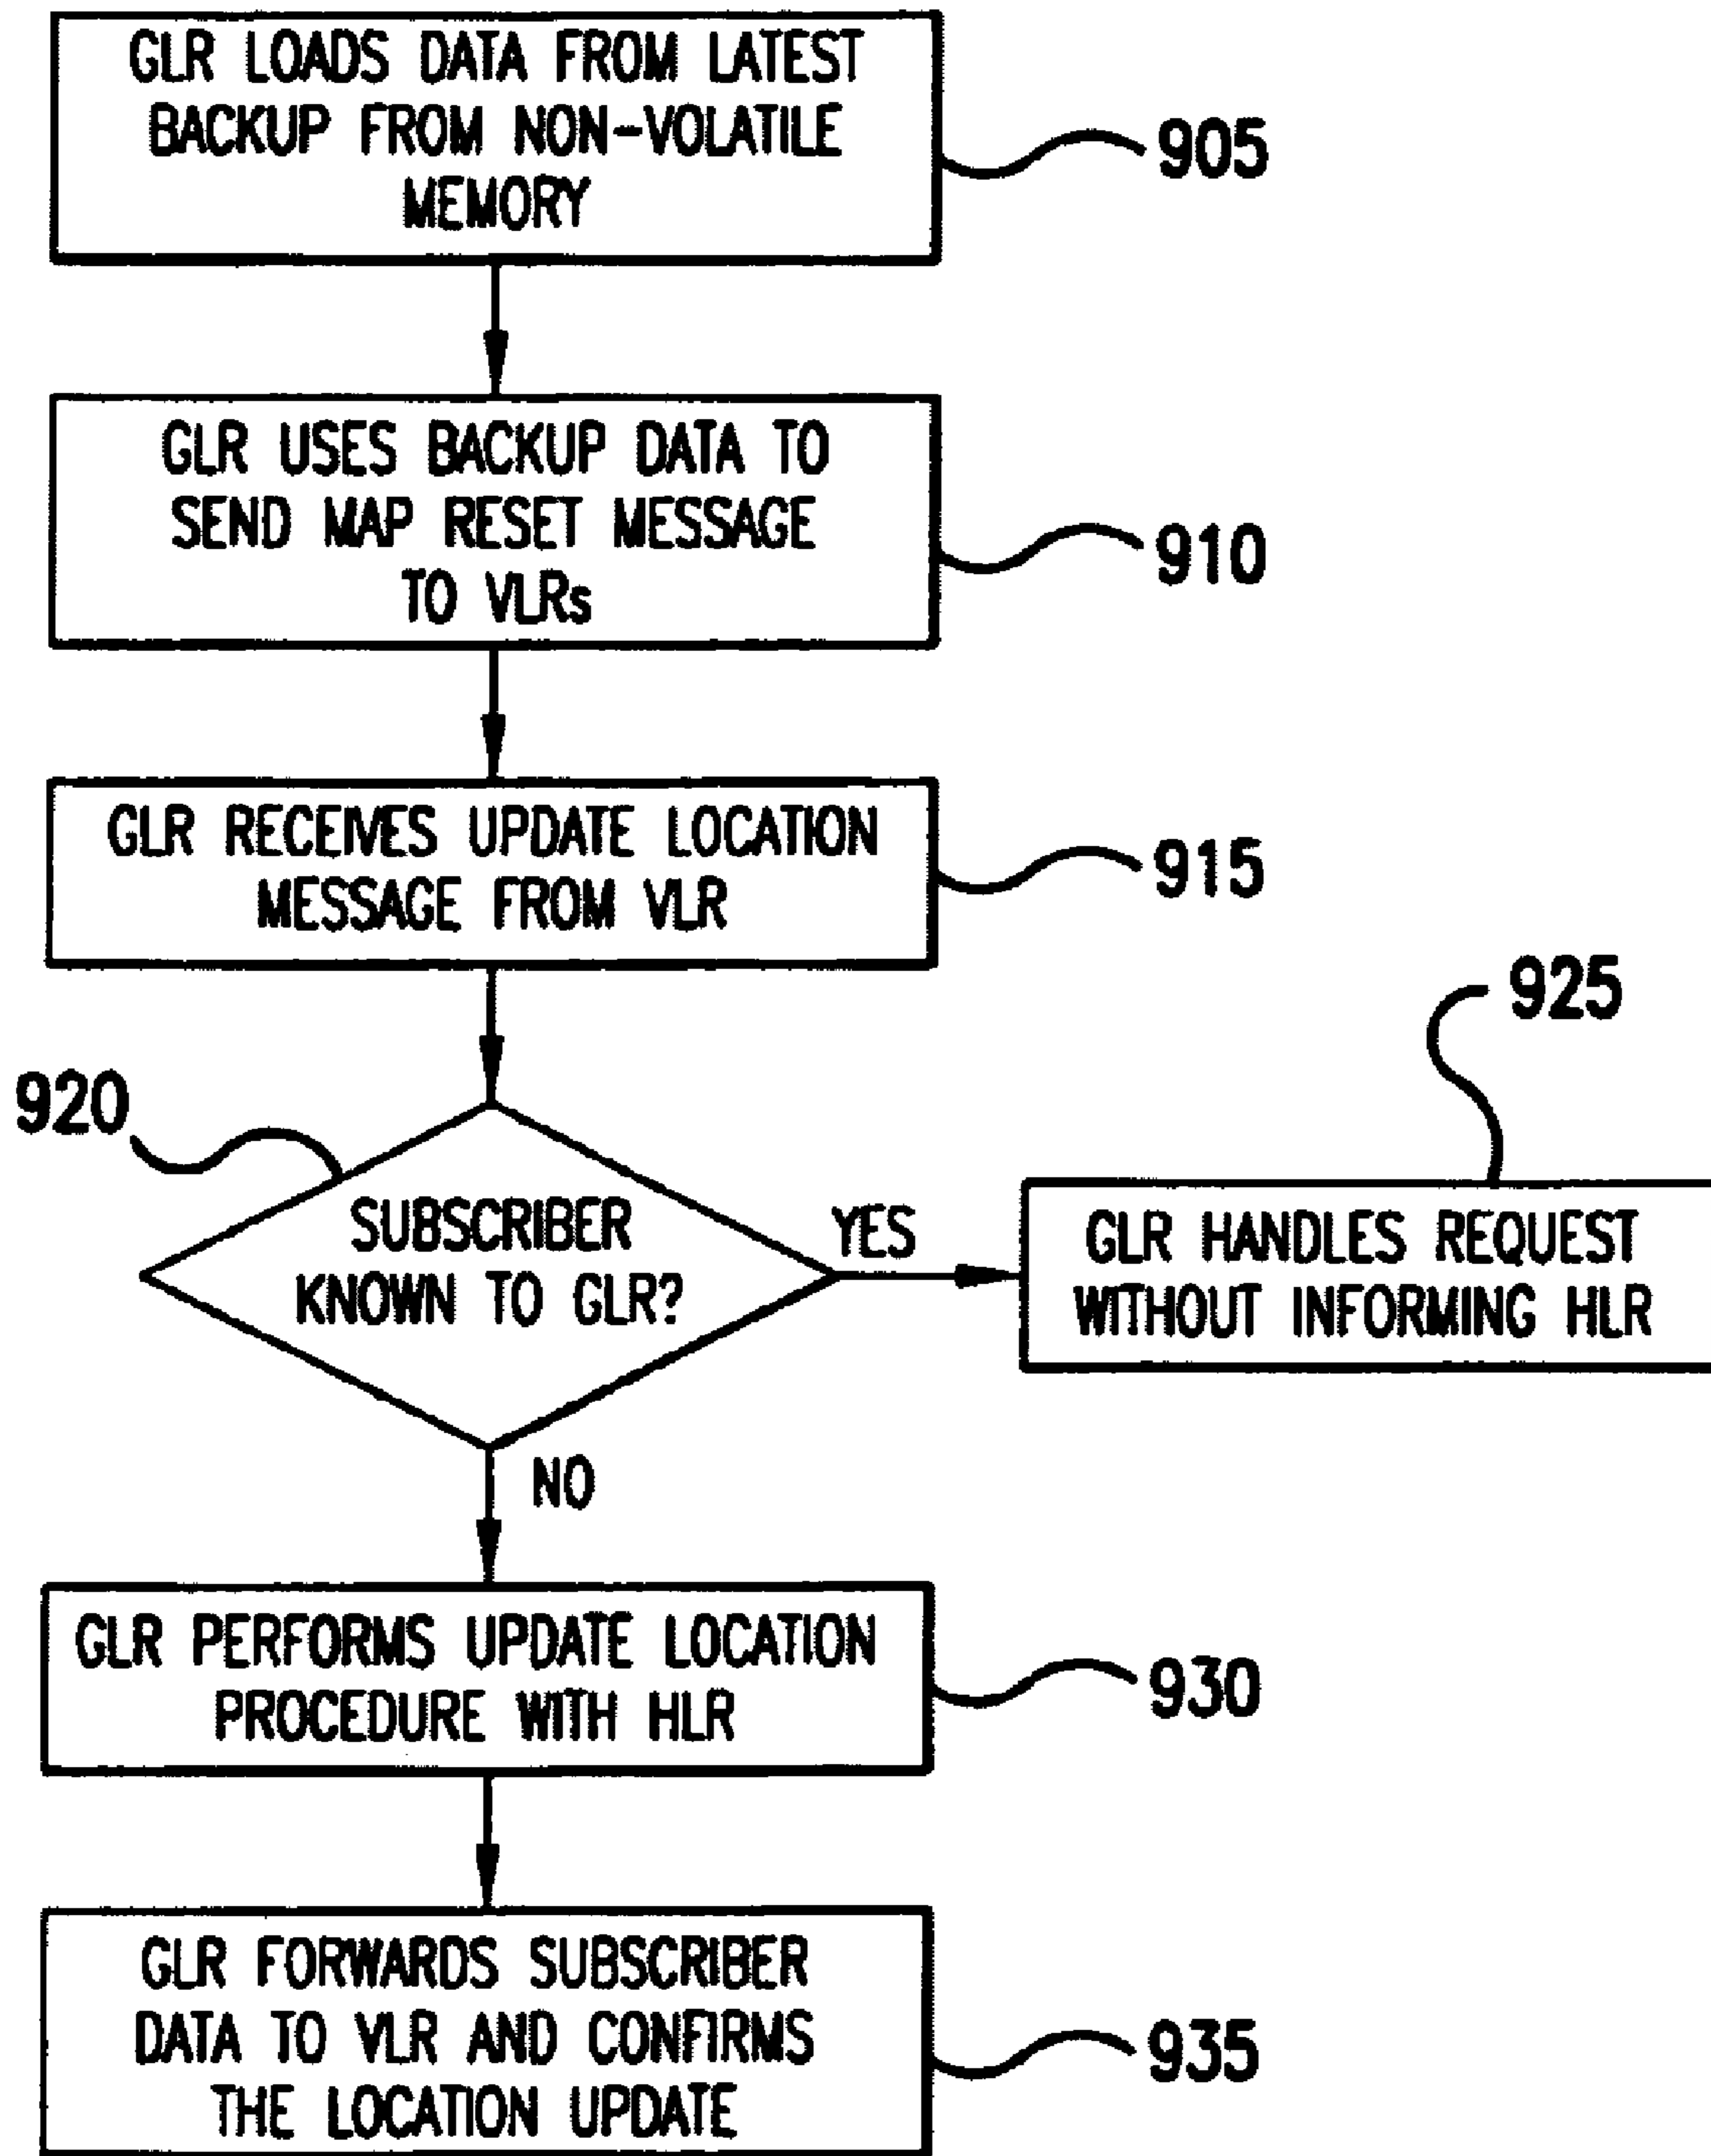 GLR LOADS DATA FROM LATEST
BACKUP FROM NON-VOLATILE
MEMORY
905
GLR USES BACKUP DATA TO
SEND MAP RESET MESSAGE
TO VLRs
910
GLR RECEIVES UPDATE LOCATION
MESSAGE FROM VLR
915
925
920
SUBSCRIBER
KNOWN TO GLR?
YES
GLR HANDLES REQUEST
WITHOUT INFORMING HLR
NO
GLR PERFORMS UPDATE LOCATION
PROCEDURE WITH HLR
930
GLR FORWARDS SUBSCRIBER
DATA TO VLR AND CONFIRMS
THE LOCATION UPDATE
935